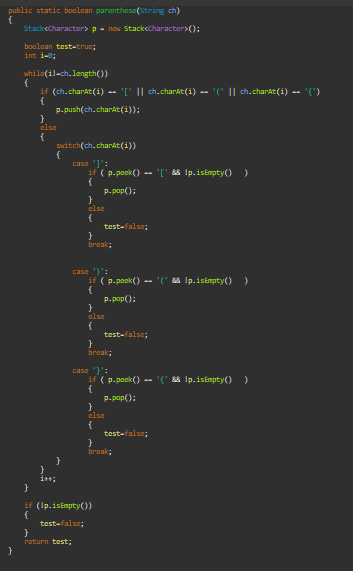 public static boolean parenthese(String ch)
{
Stack<Character> p = new Stack<Character>();
boolean test=true;
int i=0;
while(i!=ch.length())
{
if (ch.charAt(i) == '[' || ch.charAt(i) == '(' || ch.charAt(i) == '{')
{
p.push(ch.charAt(i));
}
else
{
switch(ch.charAt(i))
{
case ']':
if ( p.peek() == '[' && !p.isEmpty() )
{
p.pop();
}
else
{
test=false;
}
break;
case ')':
if ( p.peek() == '(' && !p.isEmpty() )
{
p.pop();
}
else
{
test=false;
}
break;
case '}':
if ( p.peek() == '{' && !p.isEmpty() )
{
p.pop();
}
else
{
test=false;
}
break;
}
}
i++;
}
if (!p.isEmpty())
{
test=false;
}
return test;
}